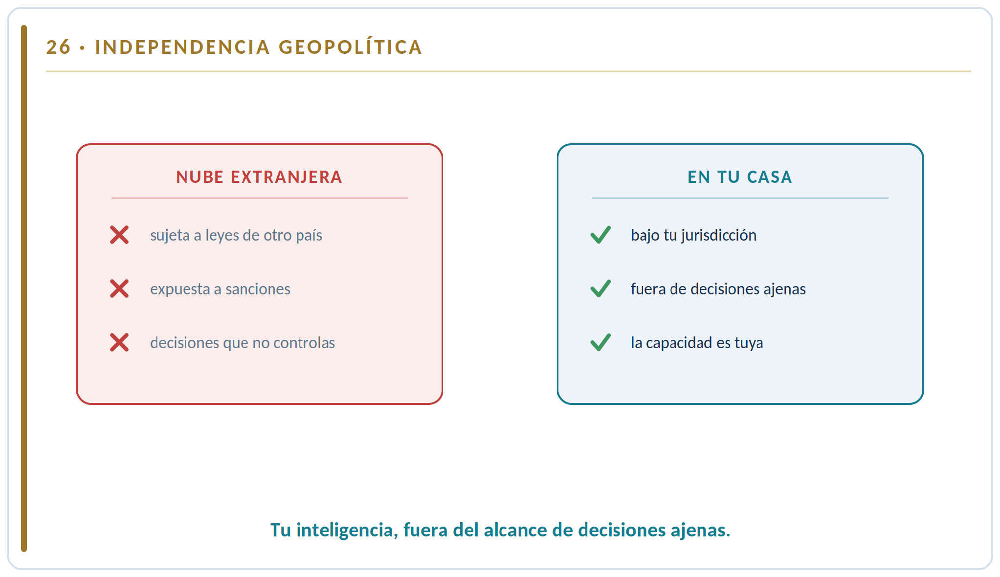 26 · INDEPENDENCIA GEOPOLÍTICA
NUBE EXTRANJERA
sujeta a leyes de otro país
expuesta a sanciones
decisiones que no controlas
EN TU CASA
bajo tu jurisdicción
fuera de decisiones ajenas
la capacidad es tuya
Tu inteligencia, fuera del alcance de decisiones ajenas.